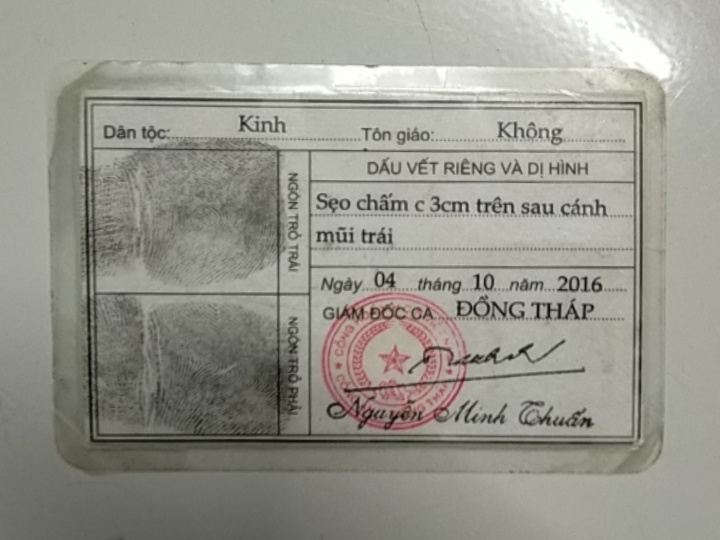 Dân tộc: Kinh Tôn giáo: Không
NGÓN TRỎ TRÁI
NGÓN TRỎ PHẢI
DẤU VẾT RIÊNG VÀ DỊ HÌNH
Sẹo chấm c 3cm trên sau cánh
mũi trái
Ngày 04 tháng 10 năm 2016
GIÁM ĐỐC CA ĐỒNG THÁP
Nguyễn Minh Thuấn